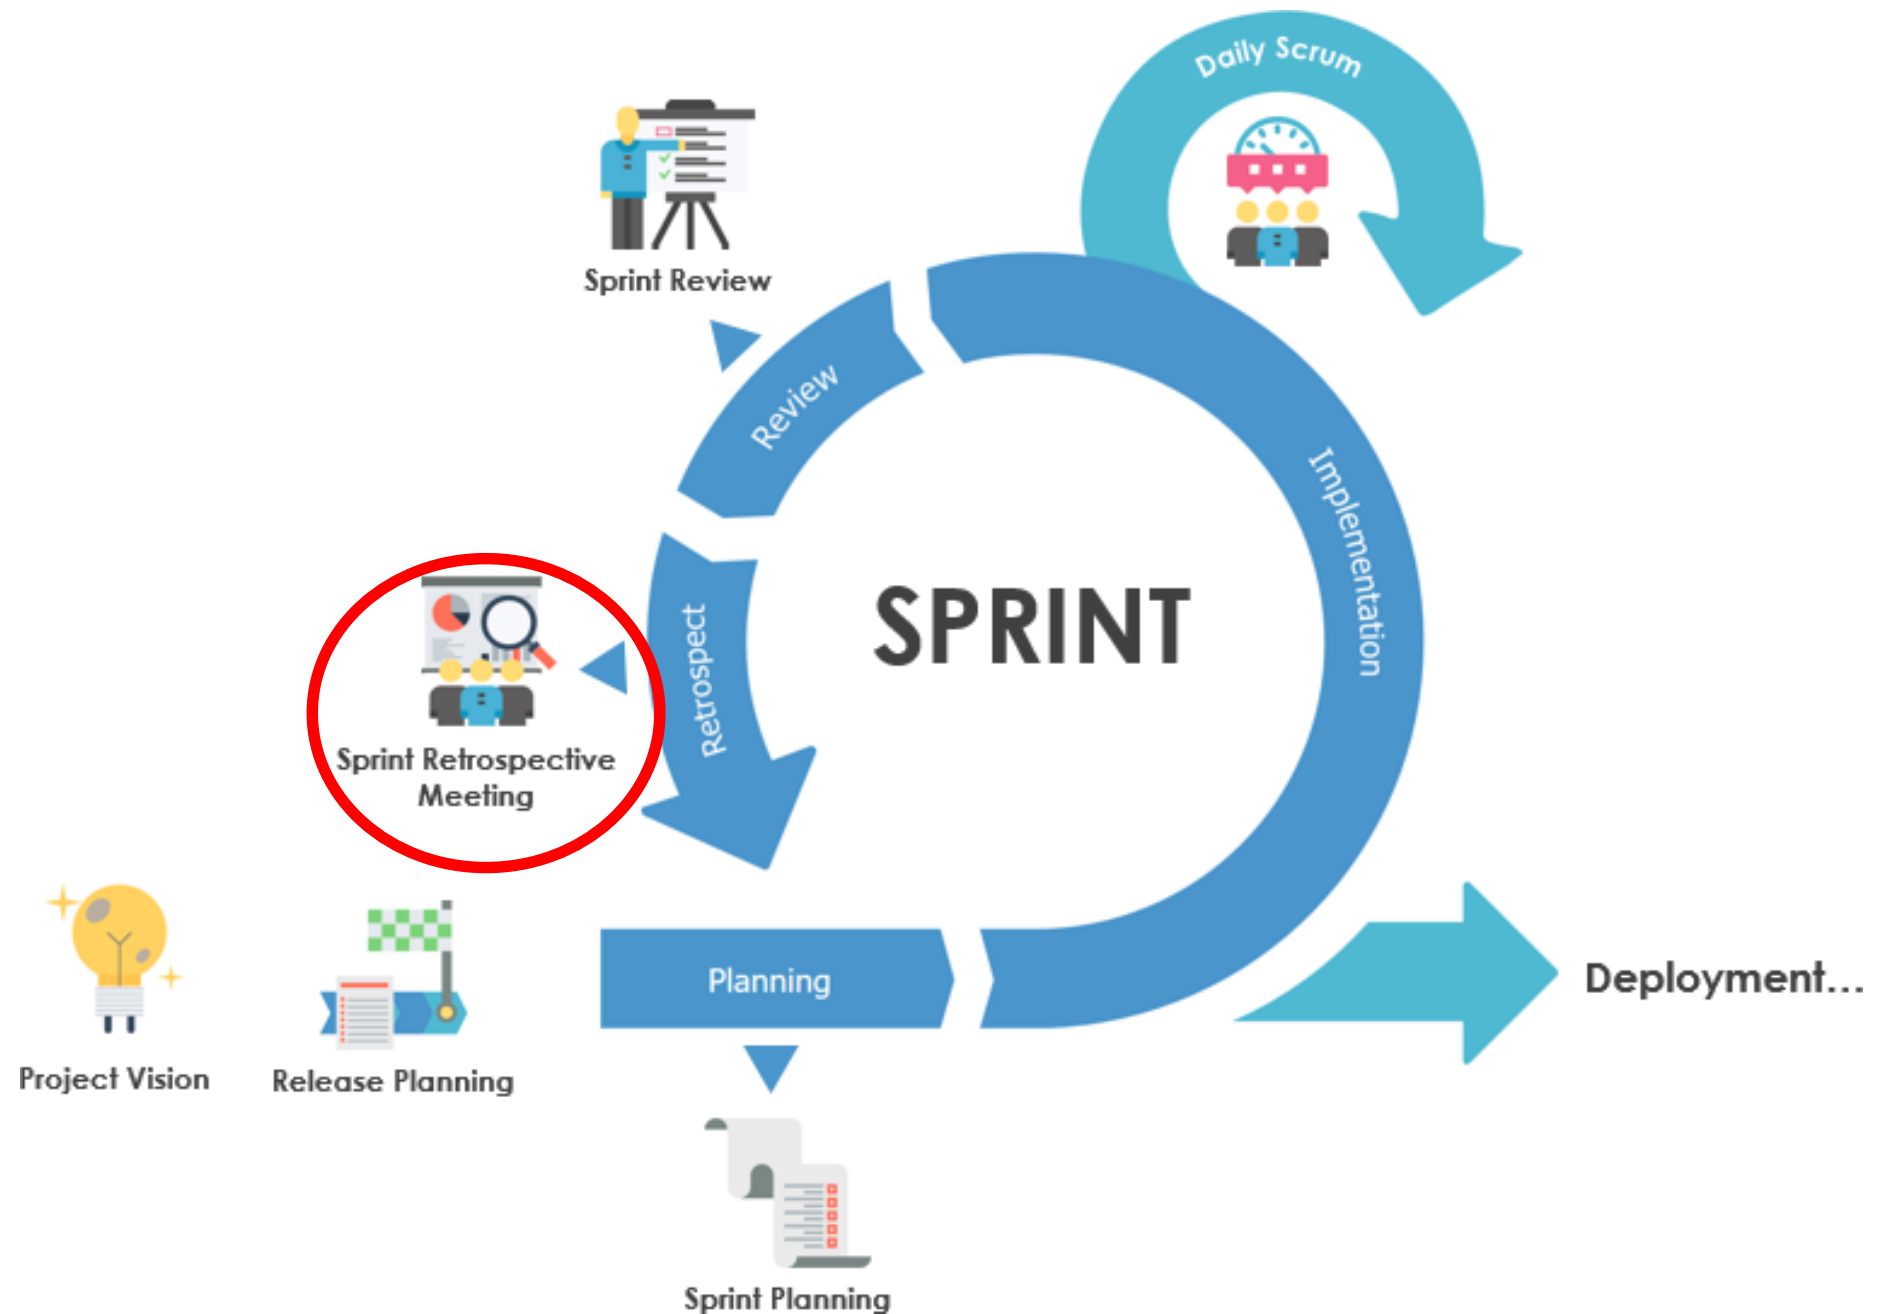 Daily Scrum
Sprint Review
Review
Implementation
SPRINT
Retrospect
Sprint Retrospective
Meeting
Planning
Deployment...
Project Vision
Release Planning
Sprint Planning